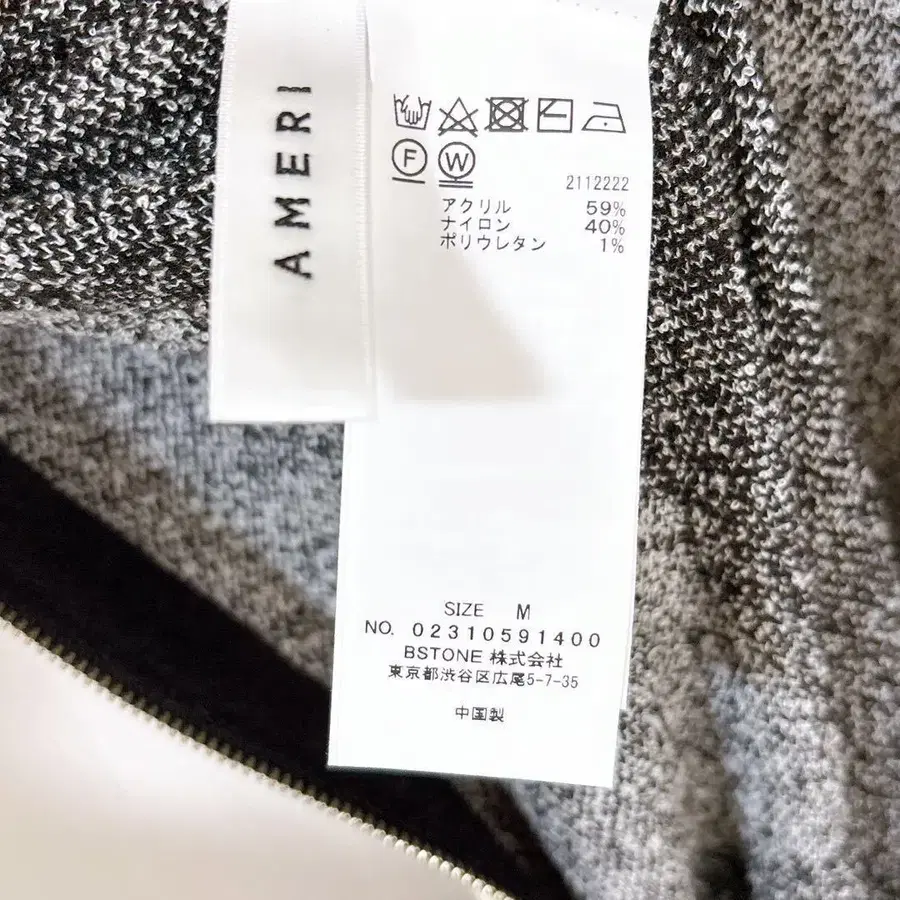 AMERI
F W
2112222
アクリル 59%
ナイロン 40%
ポリウレタン 1%
SIZE M
NO. 02310591400
BSTONE 株式会社
東京都渋谷区広尾5-7-35
中国製